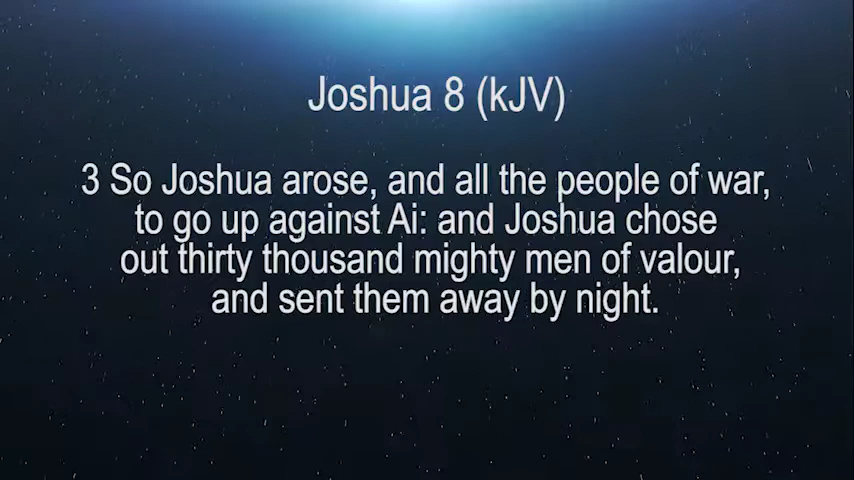 Joshua 8 (kJV)
3 So Joshua arose, and all the people of war,
to go up against Ai: and Joshua chose
out thirty thousand mighty men of valour,
and sent them away by night.